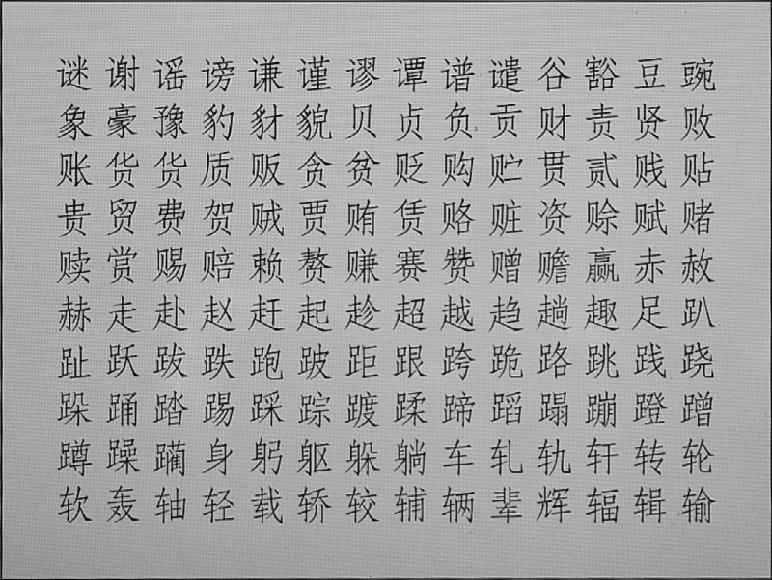 谜谢谣谤谦谨谬谭谱谴谷豁豆豌
象豪豫豹豺貌贝贞负贡财责贤败
账货货质贩贪贫贬购贮贯贰贱贴
贵贸费贺贼贾贿赁赂赃资赊赋赌
赎赏赐赔赖赘赚赛赞赠赡赢赤赦
赫走赴赵赶起趁超越趋趟趣足趴
趾跃跋跌跑跛距跟跨跪路跳践跷
跺踊踏踢踩踪踱蹂蹄蹈蹋蹦蹬蹭
蹲躁躏身躬躯躲躺车轧轨轩转轮
软轰轴轻载轿较辅辆辈辉辐辑输